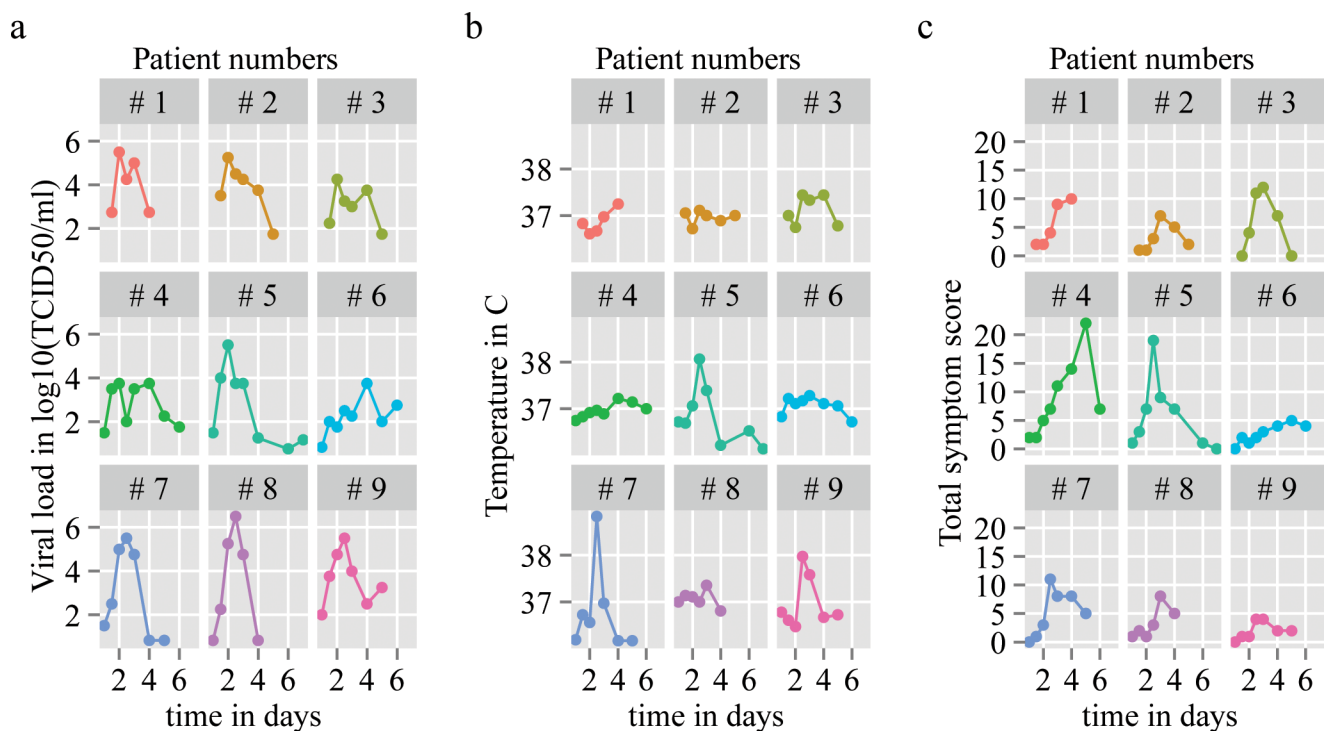 a
Patient numbers
# 1 # 2 # 3
6
4
2
# 4 # 5 # 6
6
4
2
# 7 # 8 # 9
6
4
2
2 4 6 2 4 6 2 4 6
time in days
Viral load in log10(TCID50/ml)
b
Patient numbers
# 1 # 2 # 3
38
37
# 4 # 5 # 6
38
37
# 7 # 8 # 9
38
37
2 4 6 2 4 6 2 4 6
time in days
Temperature in C
c
Patient numbers
# 1 # 2 # 3
20
15
10
5
0
# 4 # 5 # 6
20
15
10
5
0
# 7 # 8 # 9
20
15
10
5
0
2 4 6 2 4 6 2 4 6
time in days
Total symptom score